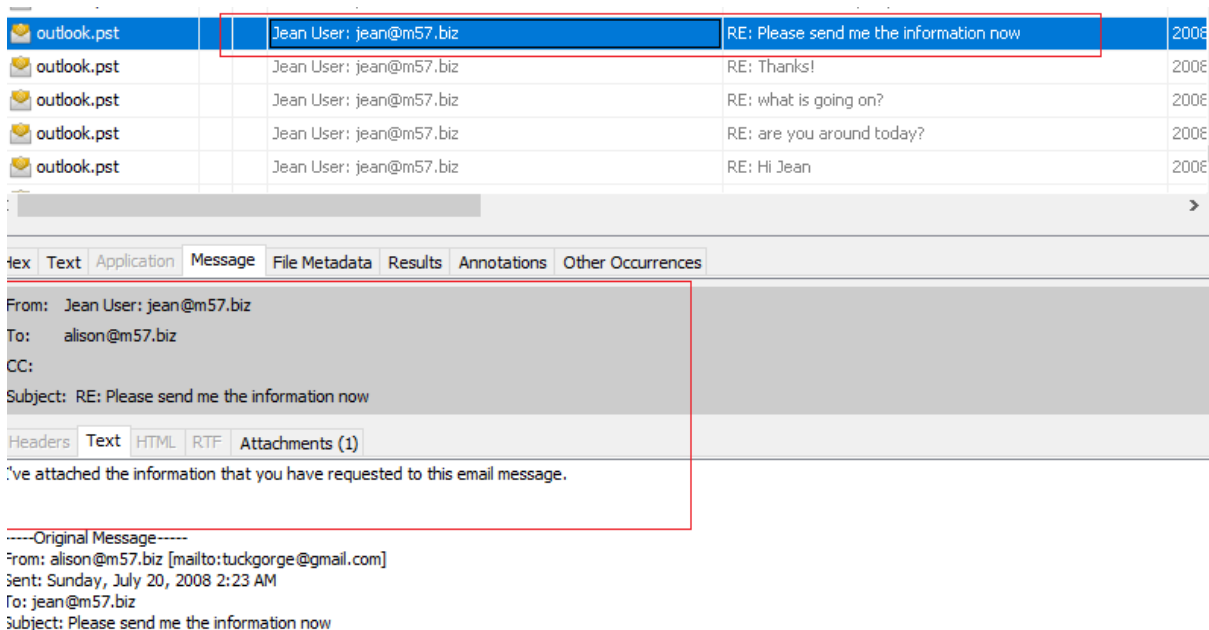 outlook.pst Jean User: jean@m57.biz RE: Please send me the information now 2008
outlook.pst Jean User: jean@m57.biz RE: Thanks! 2008
outlook.pst Jean User: jean@m57.biz RE: what is going on? 2008
outlook.pst Jean User: jean@m57.biz RE: are you around today? 2008
outlook.pst Jean User: jean@m57.biz RE: Hi Jean 2008
Hex Text Application Message File Metadata Results Annotations Other Occurrences
From: Jean User: jean@m57.biz
To: alison@m57.biz
CC:
Subject: RE: Please send me the information now
Headers Text HTML RTF Attachments (1)
I've attached the information that you have requested to this email message.
-----Original Message-----
From: alison@m57.biz [mailto:tuckgorge@gmail.com]
Sent: Sunday, July 20, 2008 2:23 AM
To: jean@m57.biz
Subject: Please send me the information now